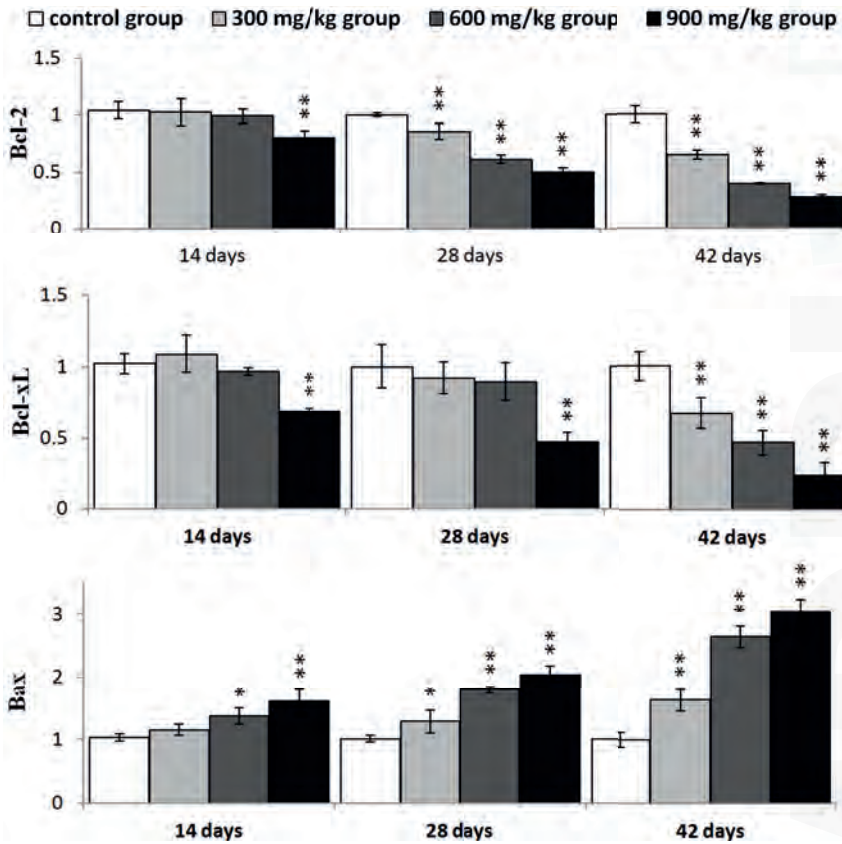 control group 300 mg/kg group 600 mg/kg group 900 mg/kg group
Bcl-2
1.5
1
0.5
0
** ** ** ** ** ** **
14 days 28 days 42 days
Bcl-xL
1.5
1
0.5
0
** ** ** ** **
14 days 28 days 42 days
Bax
3
2
1
0
* ** * ** ** ** ** **
14 days 28 days 42 days